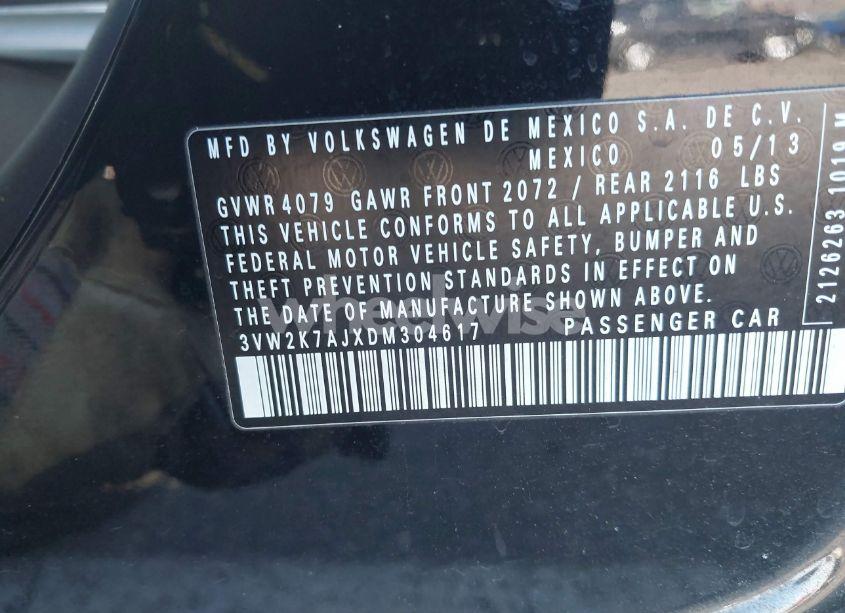 MFD BY VOLKSWAGEN DE MEXICO S.A. DE C.V.
MEXICO 05/13
GVWR 4079 GAWR FRONT 2072 / REAR 2116 LBS
THIS VEHICLE CONFORMS TO ALL APPLICABLE U.S.
FEDERAL MOTOR VEHICLE SAFETY, BUMPER AND
THEFT PREVENTION STANDARDS IN EFFECT ON
THE DATE OF MANUFACTURE SHOWN ABOVE.
3VW2K7AJXDM304617 PASSENGER CAR
2126263 1019 M
wheelwise